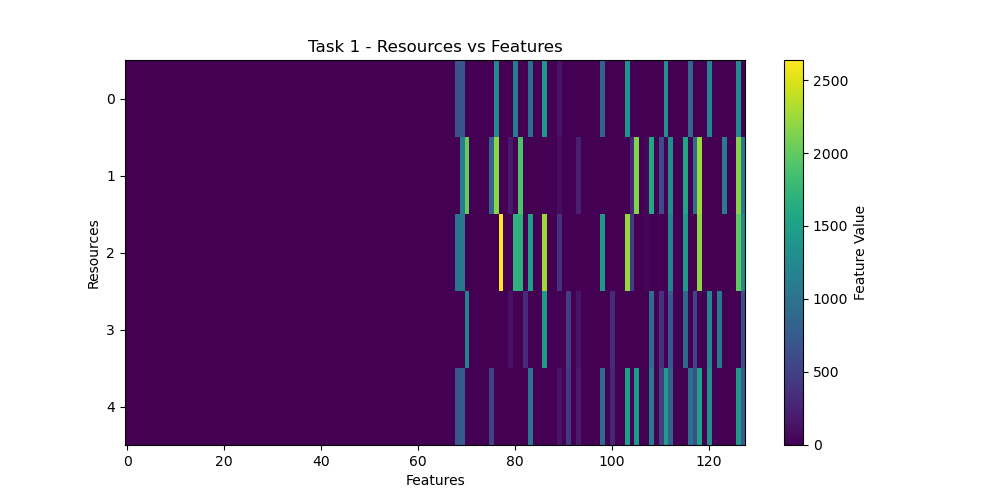 Task 1 - Resources vs Features
0
1
2
3
4
Resources
0 20 40 60 80 100 120
Features
2500
2000
1500
1000
500
0
Feature Value